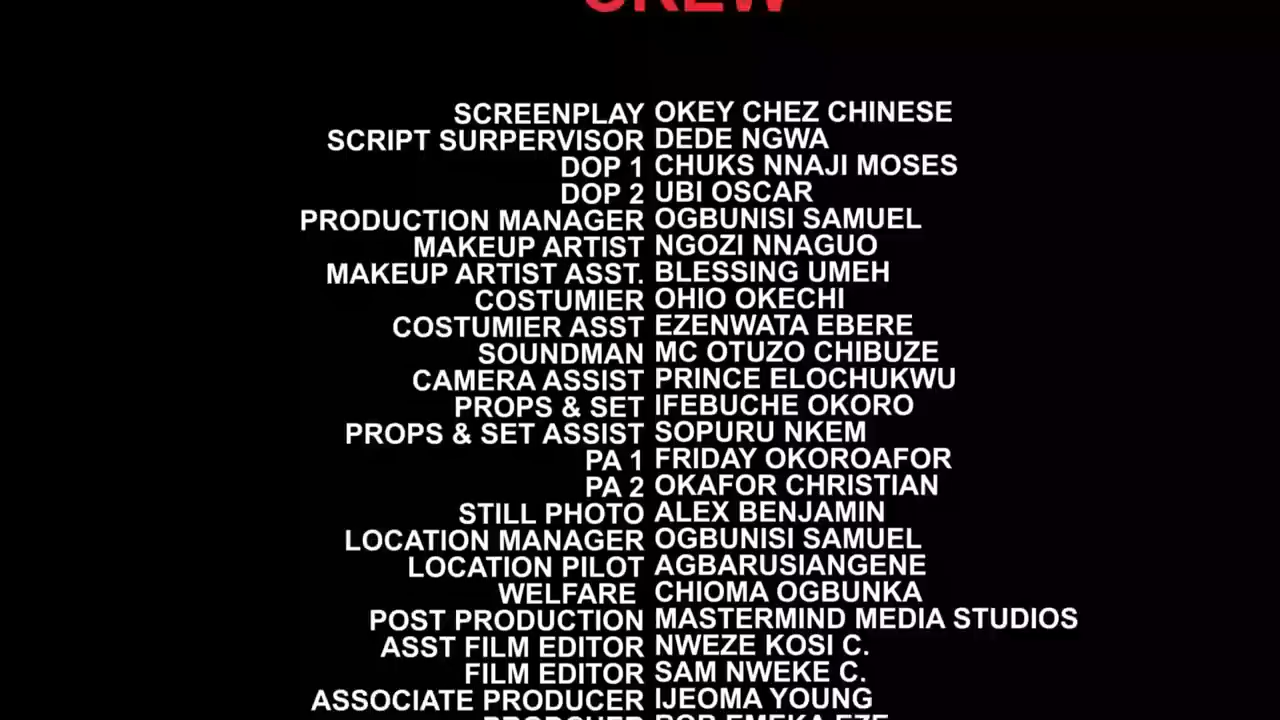 CREW
SCREENPLAY OKEY CHEZ CHINESE
SCRIPT SURPERVISOR DEDE NGWA
DOP 1 CHUKS NNAJI MOSES
DOP 2 UBI OSCAR
PRODUCTION MANAGER OGBUNISI SAMUEL
MAKEUP ARTIST NGOZI NNAGUO
MAKEUP ARTIST ASST. BLESSING UMEH
COSTUMIER OHIO OKECHI
COSTUMIER ASST EZENWATA EBERE
SOUNDMAN MC OTUZO CHIBUZE
CAMERA ASSIST PRINCE ELOCHUKWU
PROPS & SET IFEBUCHE OKORO
PROPS & SET ASSIST SOPURU NKEM
PA 1 FRIDAY OKOROAFOR
PA 2 OKAFOR CHRISTIAN
STILL PHOTO ALEX BENJAMIN
LOCATION MANAGER OGBUNISI SAMUEL
LOCATION PILOT AGBARUSIANGENE
WELFARE CHIOMA OGBUNKA
POST PRODUCTION MASTERMIND MEDIA STUDIOS
ASST FILM EDITOR NWEZE KOSI C.
FILM EDITOR SAM NWEKE C.
ASSOCIATE PRODUCER IJEOMA YOUNG
EMEKA EZE